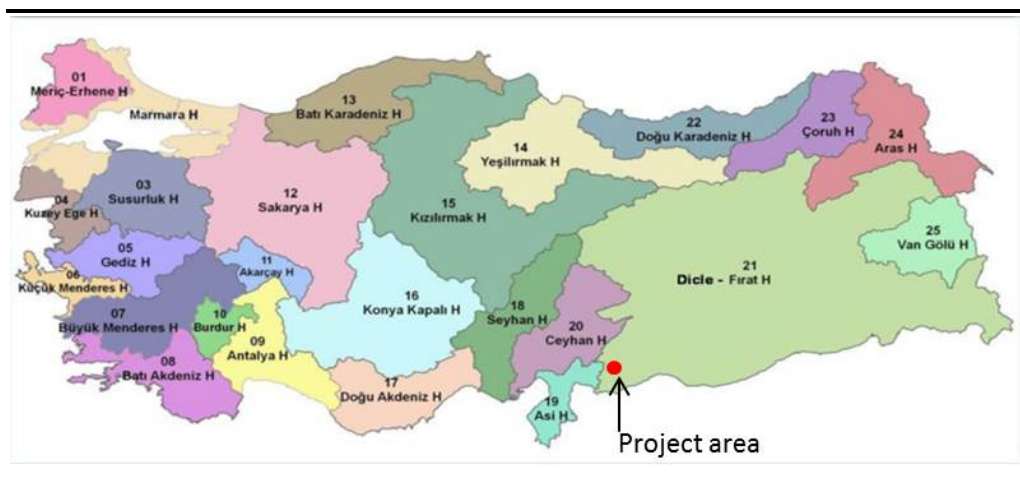 01
Meriç-Erhene H
Marmara H
03
Susurluk H
04
Kuzey Ege H
05
Gediz H
06
Küçük Menderes H
07
Büyük Menderes H
08
Batı Akdeniz H
09
Antalya H
10
Burdur H
11
Akarçay H
12
Sakarya H
13
Batı Karadeniz H
14
Yeşilırmak H
15
Kızılırmak H
16
Konya Kapalı H
17
Doğu Akdeniz H
18
Seyhan H
19
Asi H
20
Ceyhan H
21
Dicle - Fırat H
22
Doğu Karadeniz H
23
Çoruh H
24
Aras H
25
Van Gölü H
Project area